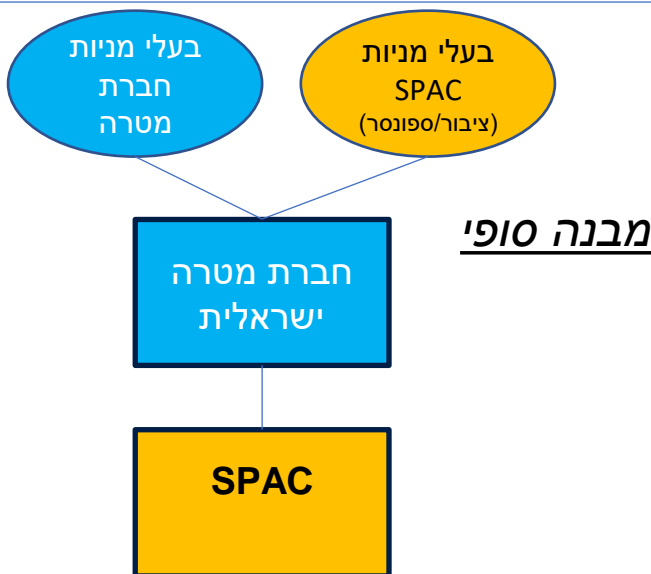 בעלי מניות
SPAC
(ציבור/ספונסר)
בעלי מניות
חברת
מטרה
מבנה סופי
חברת מטרה
ישראלית
SPAC